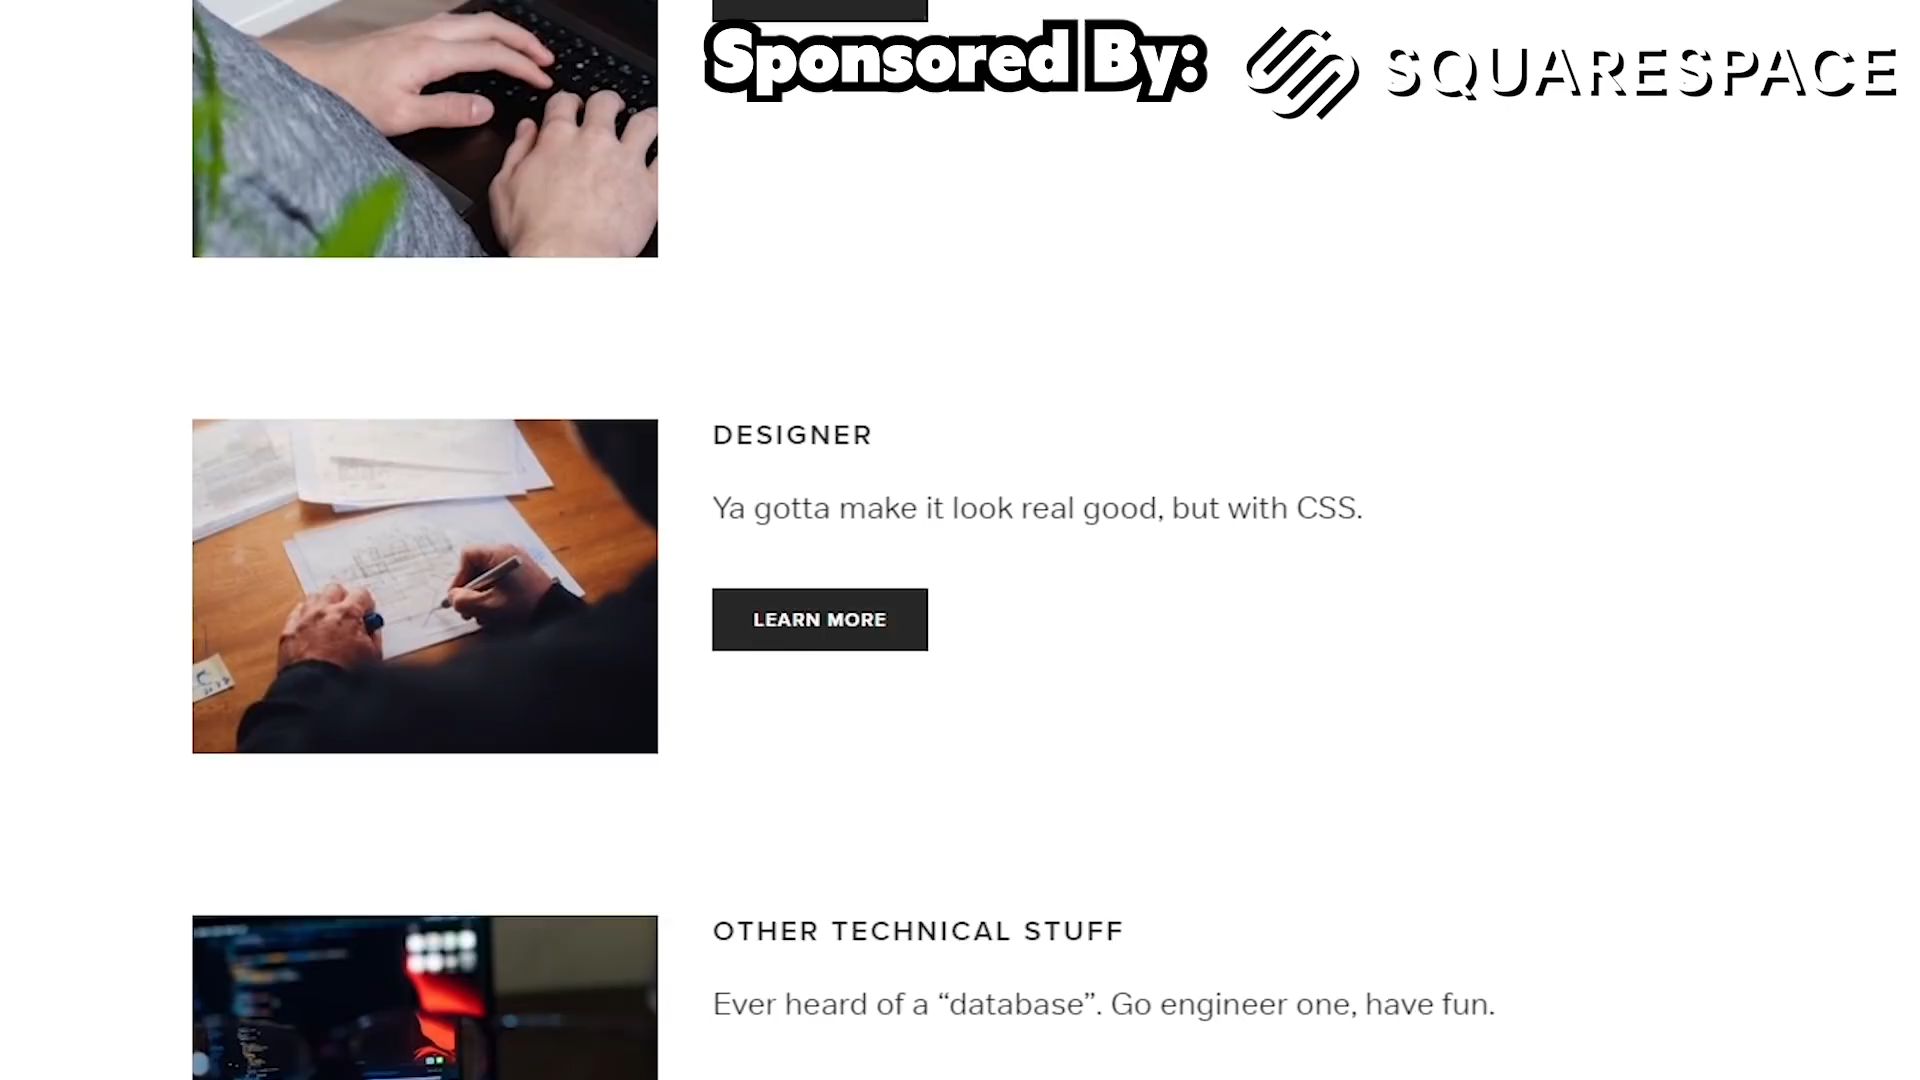 Sponsored By: SQUARESPACE
DESIGNER
Ya gotta make it look real good, but with CSS.
LEARN MORE
OTHER TECHNICAL STUFF
Ever heard of a “database”. Go engineer one, have fun.